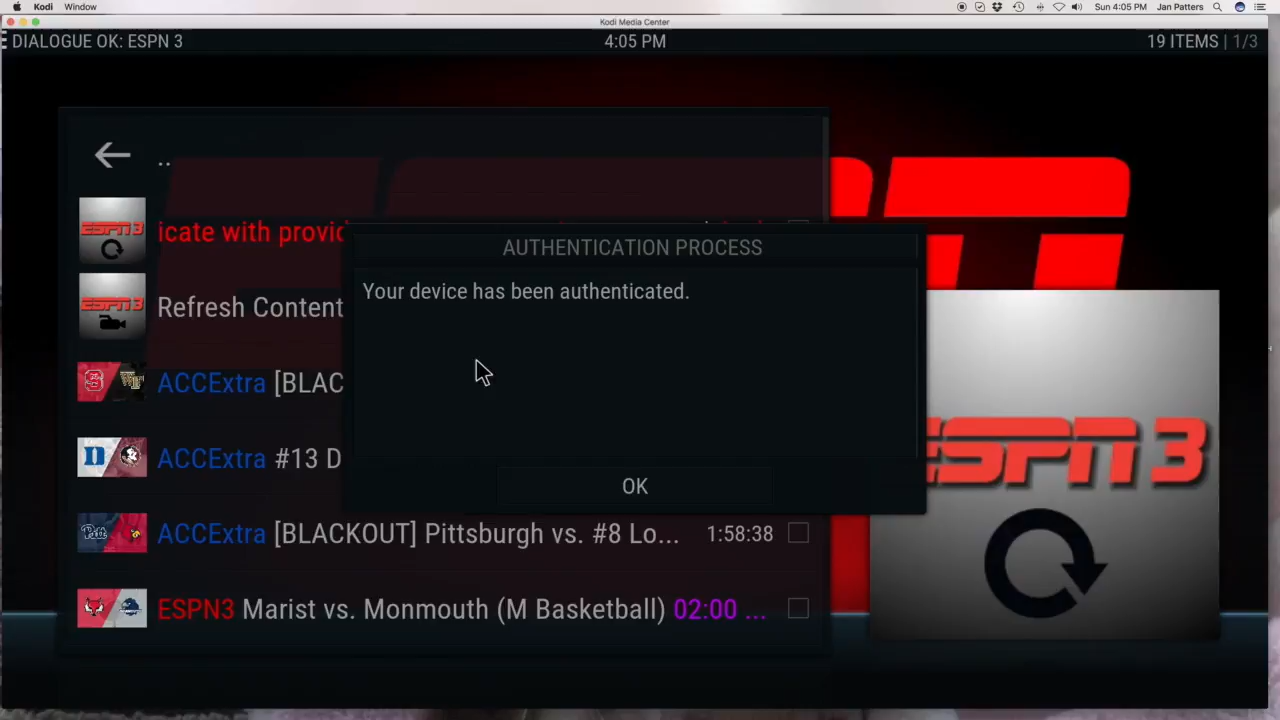 Kodi Window Sun 4:05 PM Jan Patters
Kodi Media Center
DIALOGUE OK: ESPN 3 4:05 PM 19 ITEMS | 1/3
..
icate with provid
AUTHENTICATION PROCESS
Your device has been authenticated.
Refresh Content
ACCExtra [BLAC
ACCExtra #13 D
OK
ACCExtra [BLACKOUT] Pittsburgh vs. #8 Lo... 1:58:38
ESPN3 Marist vs. Monmouth (M Basketball) 02:00 ...
ESPN 3